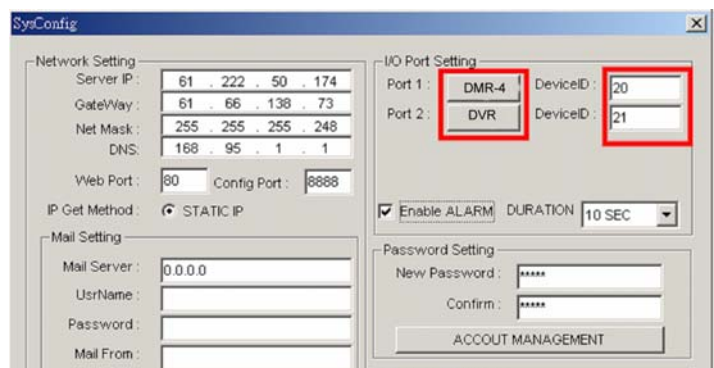 SysConfig
Network Setting
Server IP : 61 . 222 . 50 . 174
GateWay : 61 . 66 . 138 . 73
Net Mask : 255 . 255 . 255 . 248
DNS: 168 . 95 . 1 . 1
Web Port : 80 Config Port : 8888
IP Get Method : STATIC IP
Mail Setting
Mail Server : 0.0.0.0
UsrName :
Password :
Mail From :
I/O Port Setting
Port 1 : DMR-4 DeviceID : 20
Port 2 : DVR DeviceID : 21
Enable ALARM DURATION 10 SEC
Password Setting
New Password : *****
Confirm : *****
ACCOUT MANAGEMENT